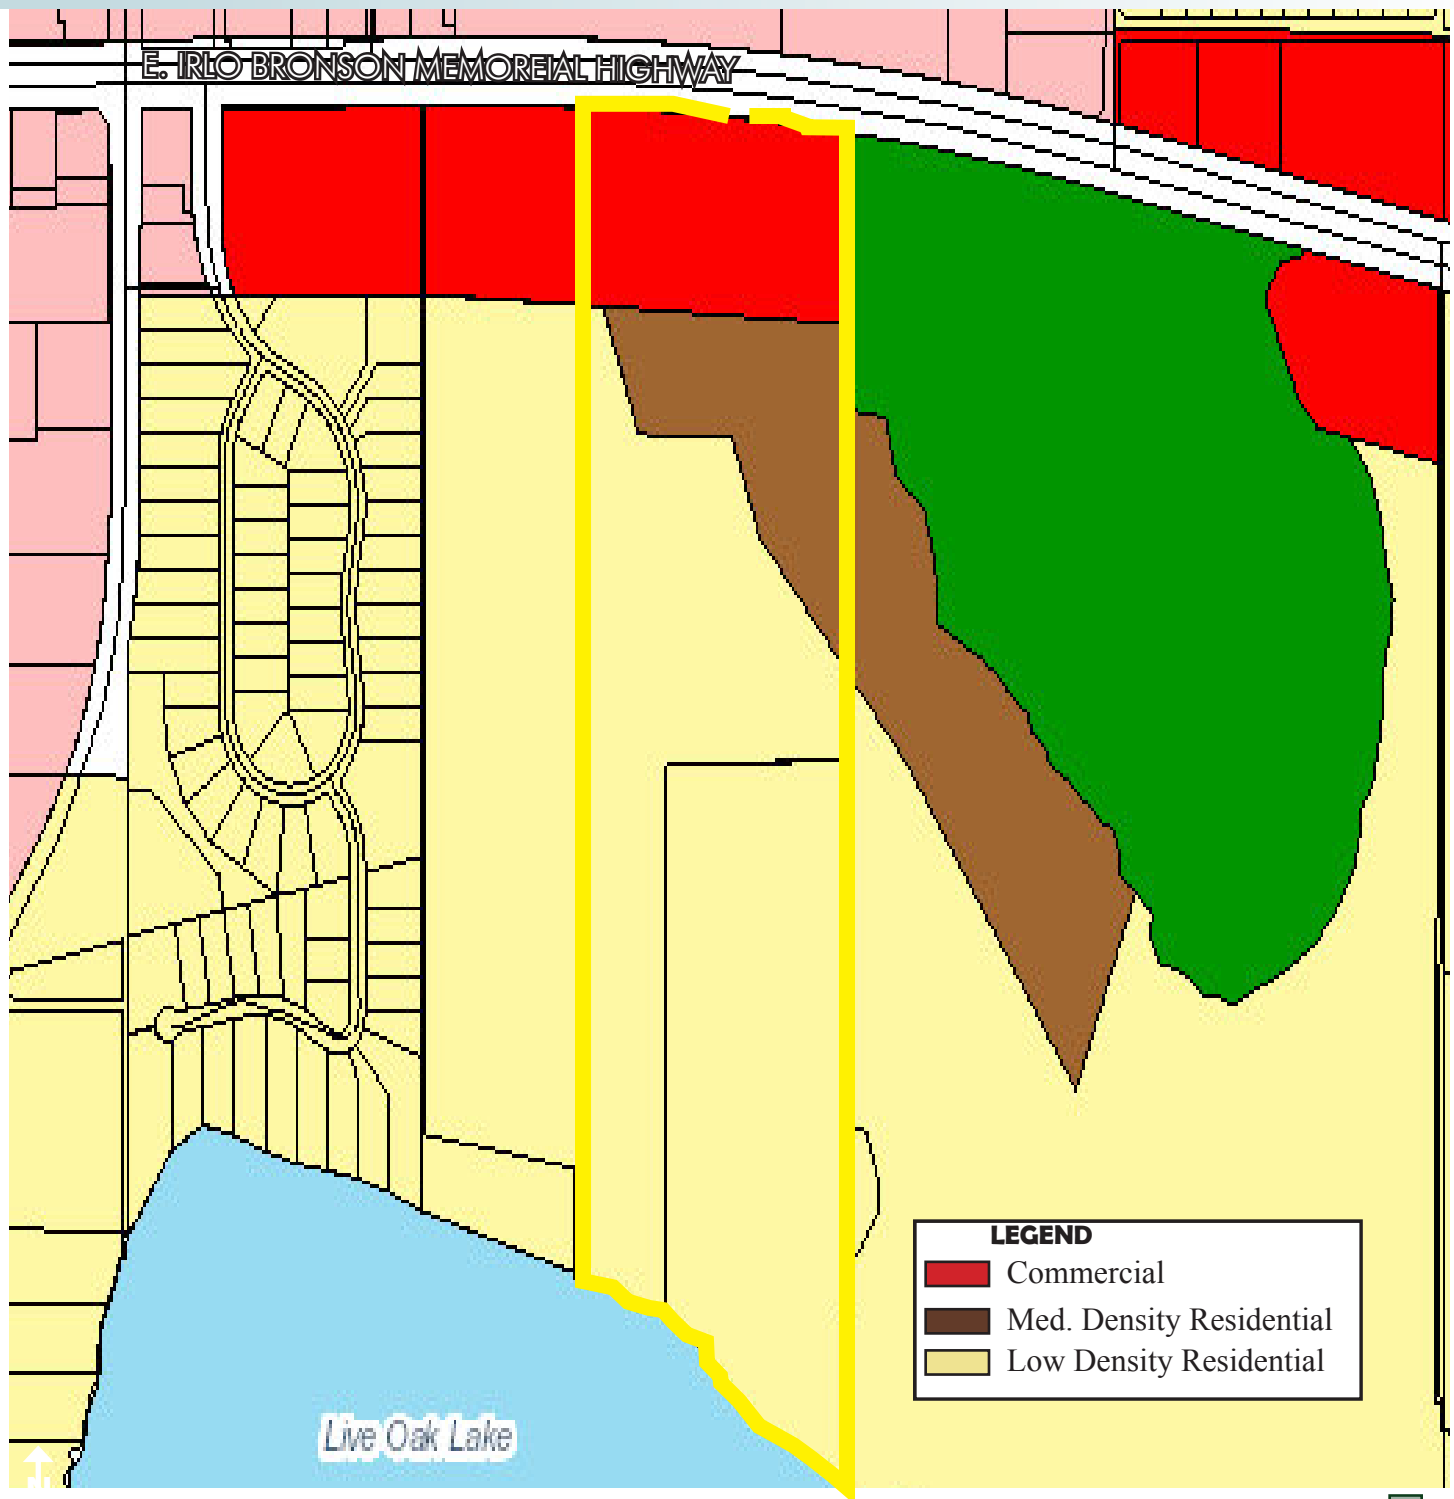 E. IRLO BRONSON MEMOREIAL HIGHWAY
LEGEND
Commercial
Med. Density Residential
Low Density Residential
Live Oak Lake